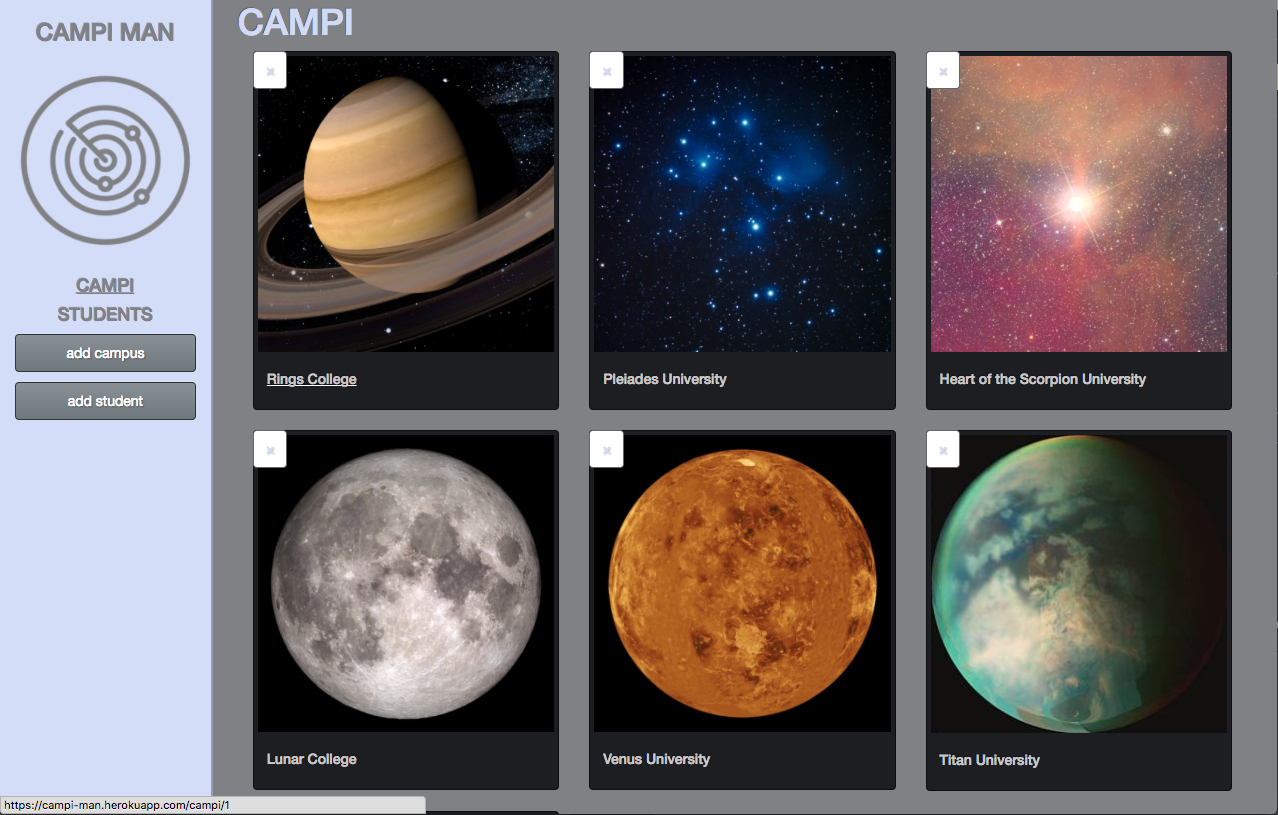 CAMPI MAN
CAMPI
STUDENTS
add campus
add student
CAMPI
Rings College
Pleiades University
Heart of the Scorpion University
Lunar College
Venus University
Titan University
https://campi-man.herokuapp.com/campi/1